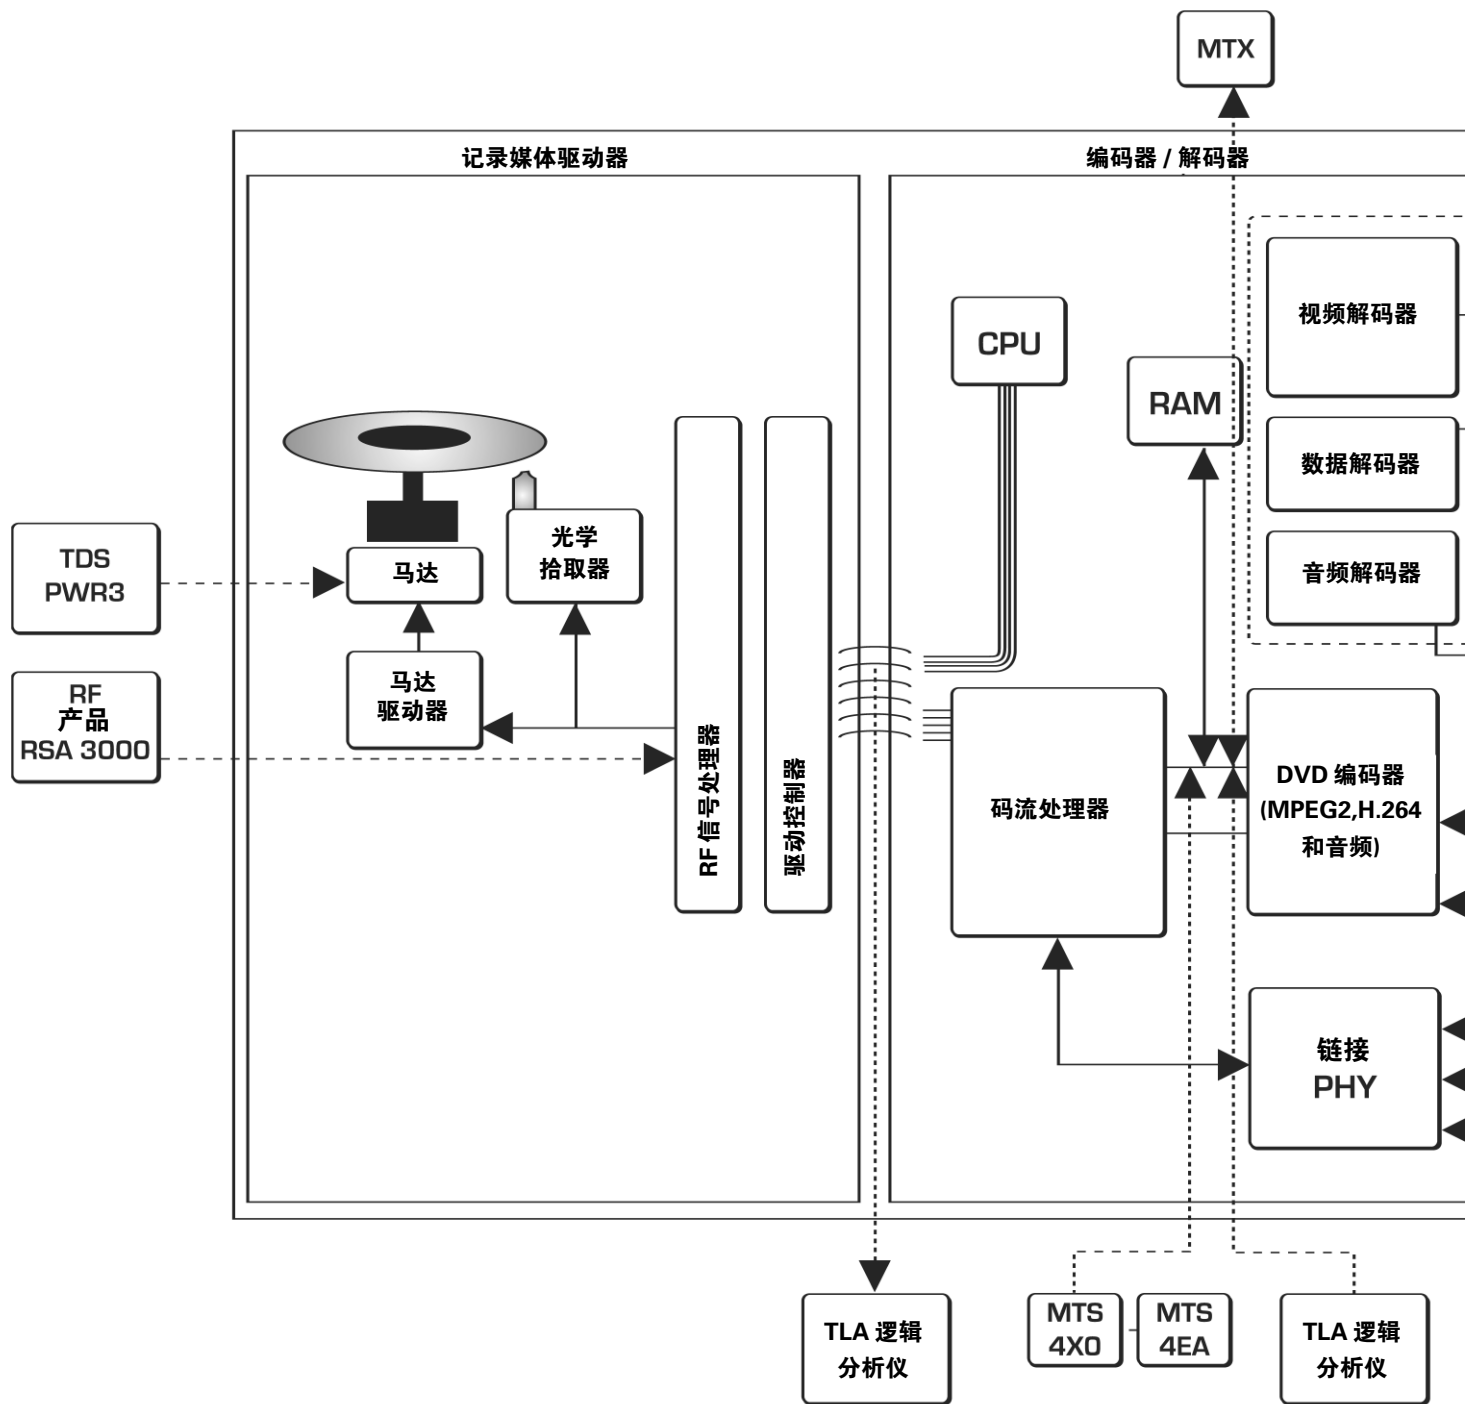 MTX
记录媒体驱动器
编码器 / 解码器
视频解码器
CPU
RAM
数据解码器
光学
拾取器
TDS
PWR3
马达
音频解码器
RF
产品
RSA 3000
马达
驱动器
RF 信号处理器
驱动控制器
码流处理器
DVD 编码器
(MPEG2,H.264
和音频)
链接
PHY
TLA 逻辑
分析仪
MTS
4X0
MTS
4EA
TLA 逻辑
分析仪